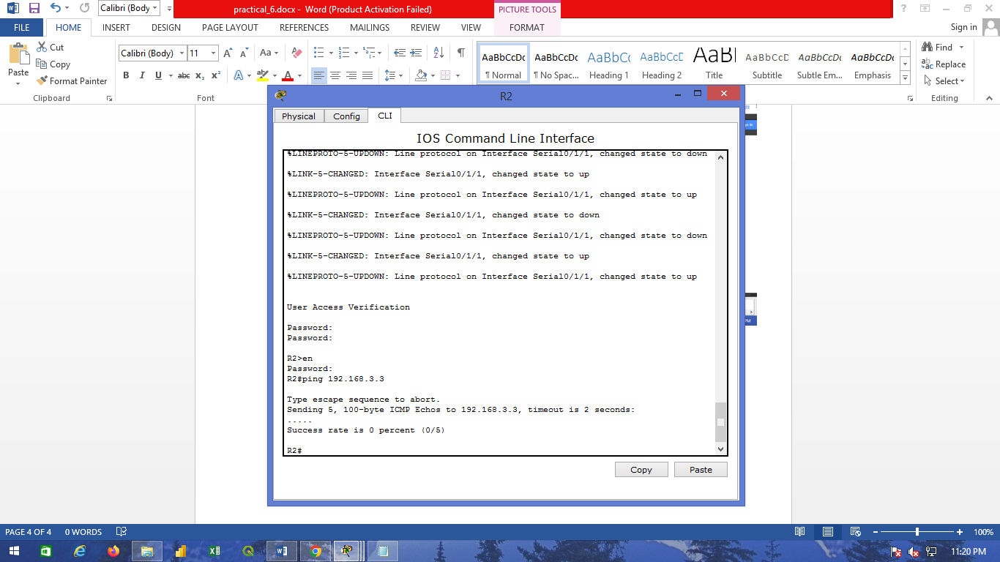 Calibri (Body
practical_6.docx - Word (Product Activation Failed)
PICTURE TOOLS
FILE
HOME
INSERT
DESIGN
PAGE LAYOUT
REFERENCES
MAILINGS
REVIEW
VIEW
FORMAT
Sign in
Paste
Cut
Copy
Format Painter
Clipboard
Calibri (Body)
11
Font
AaBbCcDc
¶ Normal
AaBbCcDc
¶ No Spac...
AaBbCc
Heading 1
AaBbCcD
Heading 2
AaBl
Title
AaBbCcD
Subtitle
AaBbCcDc
Subtle Em...
AaBbCcDc
Emphasis
Find
Replace
Select
Editing
R2
Physical
Config
CLI
IOS Command Line Interface
%LINEPROTO-5-UPDOWN: Line protocol on Interface Serial0/1/1, changed state to down
%LINK-5-CHANGED: Interface Serial0/1/1, changed state to up
%LINEPROTO-5-UPDOWN: Line protocol on Interface Serial0/1/1, changed state to up
%LINK-5-CHANGED: Interface Serial0/1/1, changed state to down
%LINEPROTO-5-UPDOWN: Line protocol on Interface Serial0/1/1, changed state to down
%LINK-5-CHANGED: Interface Serial0/1/1, changed state to up
%LINEPROTO-5-UPDOWN: Line protocol on Interface Serial0/1/1, changed state to up
User Access Verification
Password:
Password:
R2>en
Password:
R2#ping 192.168.3.3
Type escape sequence to abort.
Sending 5, 100-byte ICMP Echos to 192.168.3.3, timeout is 2 seconds:
.....
Success rate is 0 percent (0/5)
R2#
Copy
Paste
PAGE 4 OF 4
0 WORDS
100%
11:20 PM